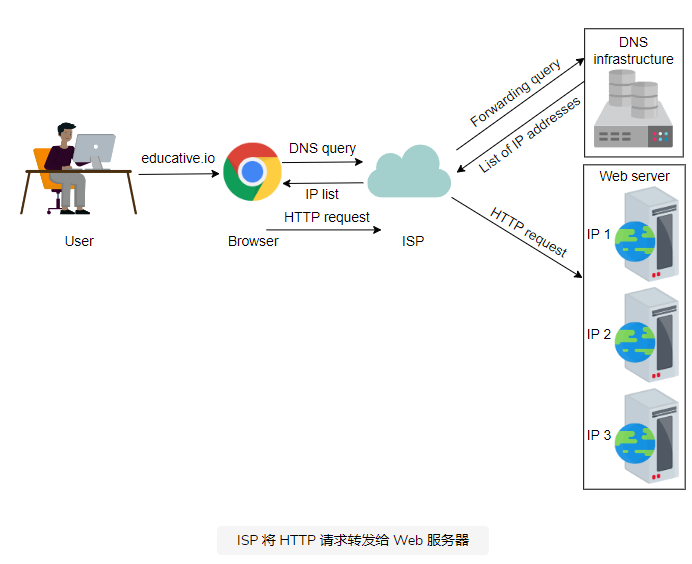 DNS
infrastructure
Forwarding query
List of IP addresses
educative.io
DNS query
IP list
HTTP request
User
Browser
ISP
HTTP request
Web server
IP 1
IP 2
IP 3
ISP 将 HTTP 请求转发给 Web 服务器